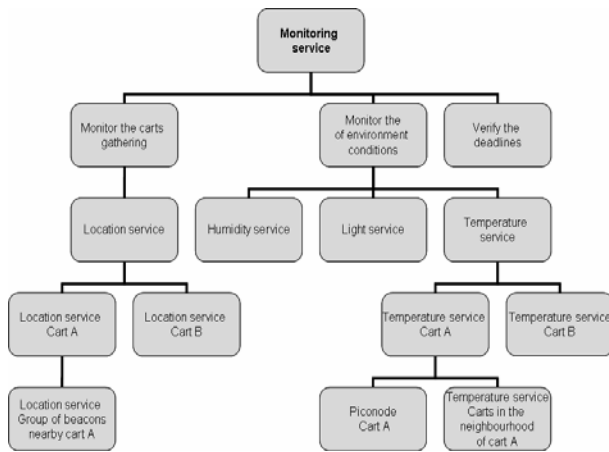 Monitoring
service
Monitor the carts
gathering
Monitor the
of environment
conditions
Verify the
deadlines
Location service
Humidity service
Light service
Temperature
service
Location service
Cart A
Location service
Cart B
Temperature service
Cart A
Temperature service
Cart B
Location service
Group of beacons
nearby cart A
Piconode
Cart A
Temperature service
Carts in the
neighbourhood
of cart A